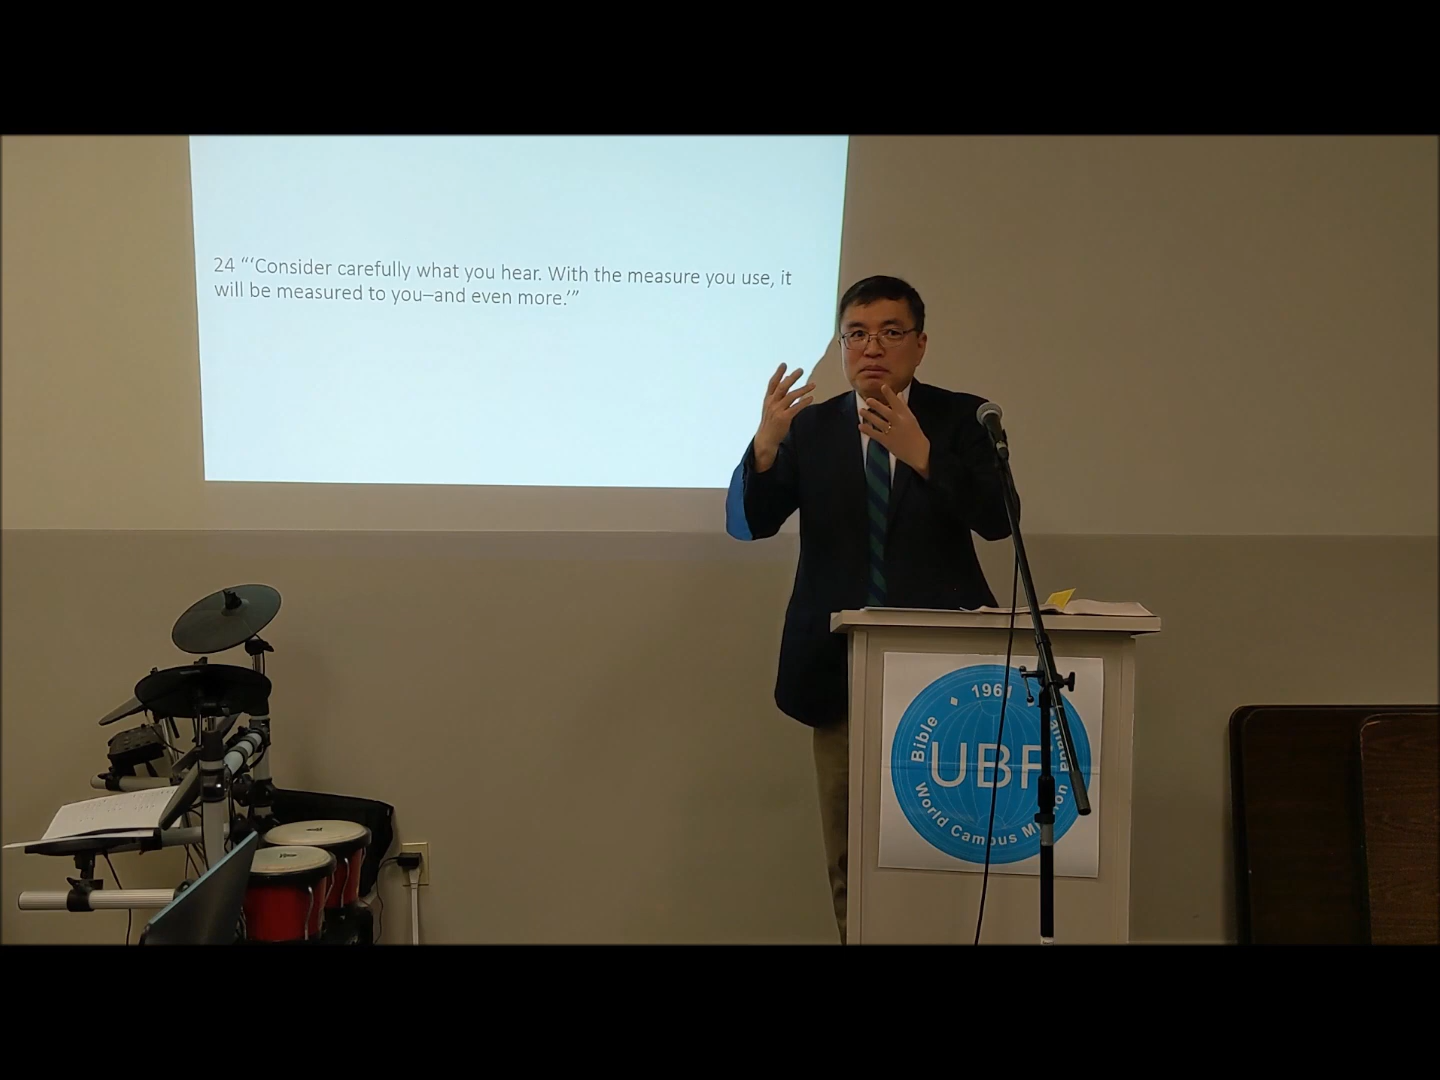 24 “‘Consider carefully what you hear. With the measure you use, it
will be measured to you–and even more.’”
1961
Bible
UBF
World Campus